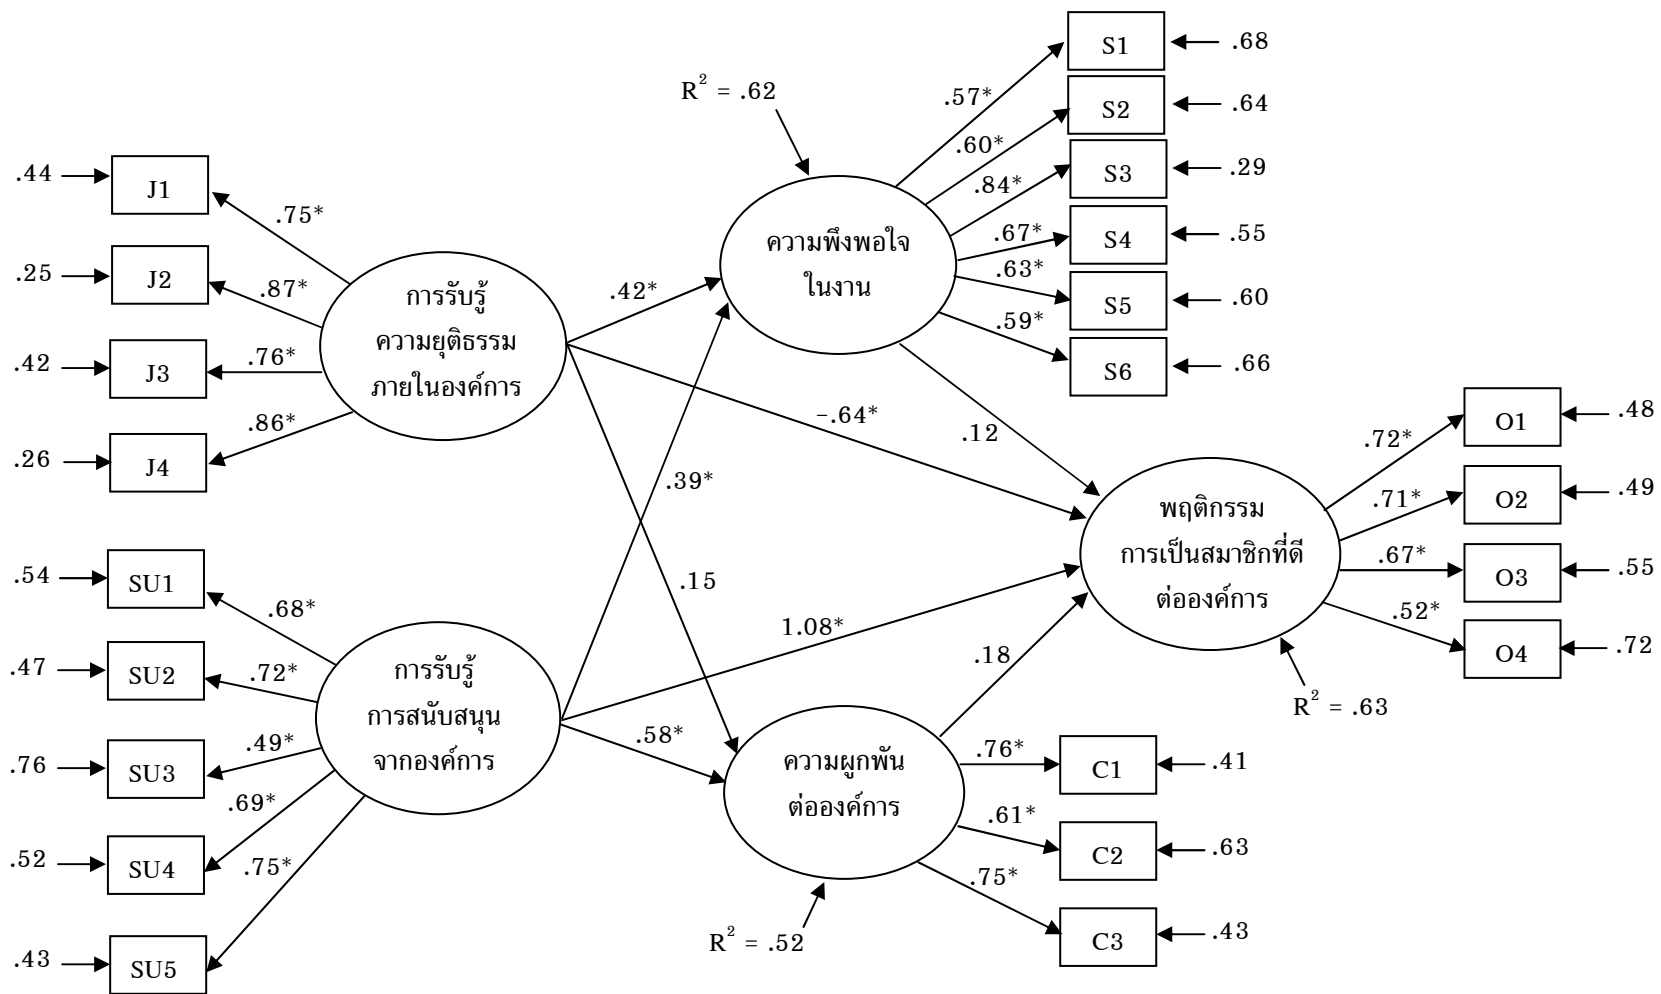 S1
.68
R² = .62
.57*
S2
.64
.60*
.44
J1
.84*
S3
.29
.75*
ความพึงพอใจ
ในงาน
.67*
S4
.55
.25
J2
.87*
การรับรู้
ความยุติธรรม
ภายในองค์การ
.42*
.63*
S5
.60
.59*
S6
.66
.42
J3
.76*
.86*
-.64*
.12
.26
J4
.39*
.72*
O1
.48
.71*
O2
.49
พฤติกรรม
การเป็นสมาชิกที่ดี
ต่อองค์การ
.67*
O3
.55
.52*
O4
.72
R² = .63
.54
SU1
.68*
.15
1.08*
.18
.47
SU2
.72*
การรับรู้
การสนับสนุน
จากองค์การ
.58*
.76
SU3
.49*
ความผูกพัน
ต่อองค์การ
.76*
C1
.41
.69*
.61*
C2
.63
.52
SU4
.75*
.75*
C3
.43
R² = .52
.43
SU5